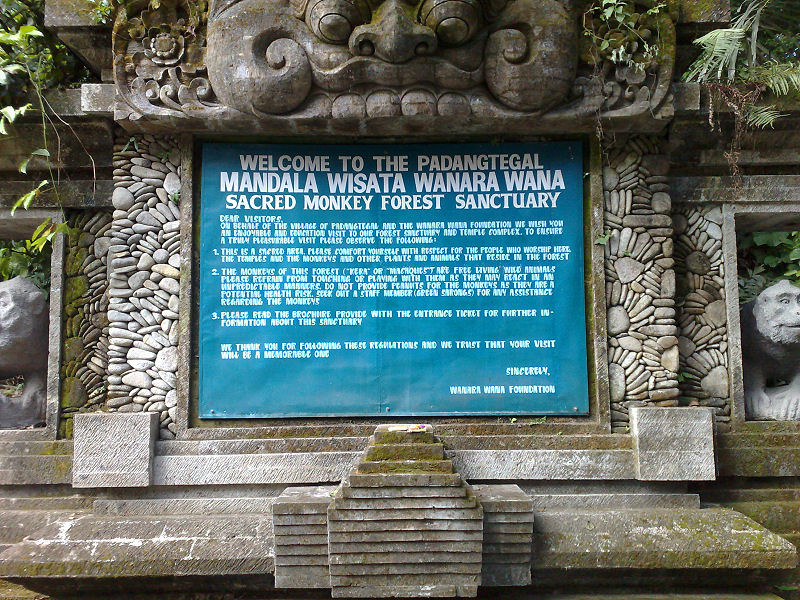 WELCOME TO THE PADANGTEGAL
MANDALA WISATA WANARA WANA
SACRED MONKEY FOREST SANCTUARY
DEAR VISITORS,
ON BEHALF OF THE VILLAGE OF PADANGTEGAL AND THE WANARA WANA FOUNDATION WE WISH YOU
AN ENJOYABLE AND EDUCATION VISIT TO OUR FOREST SANCTUARY AND TEMPLE COMPLEX. TO ENSURE
A TRULY PLEASURABLE VISIT PLEASE OBSERVE THE FOLLOWING:
1. THIS IS A SACRED AREA, PLEASE COMFORT YOURSELF WITH RESPECT FOR THE PEOPLE WHO WORSHIP HERE,
THE TEMPLES AND THE MONKEYS AND OTHER PLANTS AND ANIMALS THAT RESIDE IN THE FOREST
2. THE MONKEYS OF THIS FOREST ("KERA" OR "MACAQUES") ARE FREE LIVING WILD ANIMALS
PLEASE REFRAIN FROM TOUCHING OR PLAYING WITH THEM AS THEY MAY REACT IN AN
UNPREDICTABLE MANNERS. DO NOT PROVIDE PEANUTS FOR THE MONKEYS AS THEY ARE A
POTENTIAL HEALTH RISK. SEEK OUT A STAFF MEMBER (GREEN SARONGS) FOR ANY ASSISTANCE
REGARDING THE MONKEYS
3. PLEASE READ THE BROCHURE PROVIDE WITH THE ENTRANCE TICKET FOR FURTHER IN-
FORMATION ABOUT THIS SANCTUARY
WE THANK YOU FOR FOLLOWING THESE REGULATIONS AND WE TRUST THAT YOUR VISIT
WILL BE A MEMORABLE ONE
SINCERELY,
WANARA WANA FOUNDATION